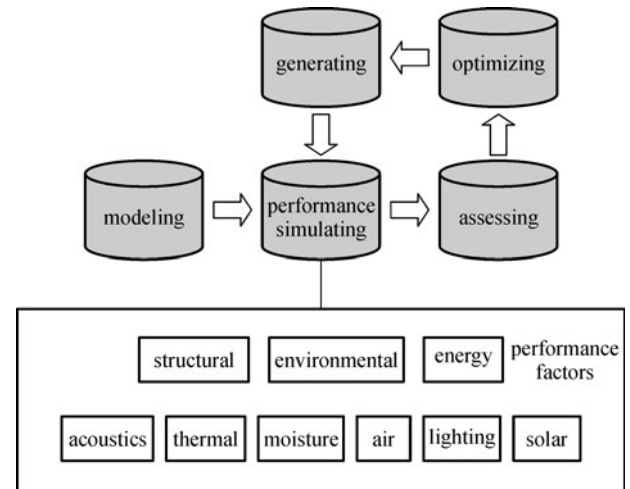 generating
optimizing
modeling
performance
simulating
assessing
structural
environmental
energy
performance
factors
acoustics
thermal
moisture
air
lighting
solar